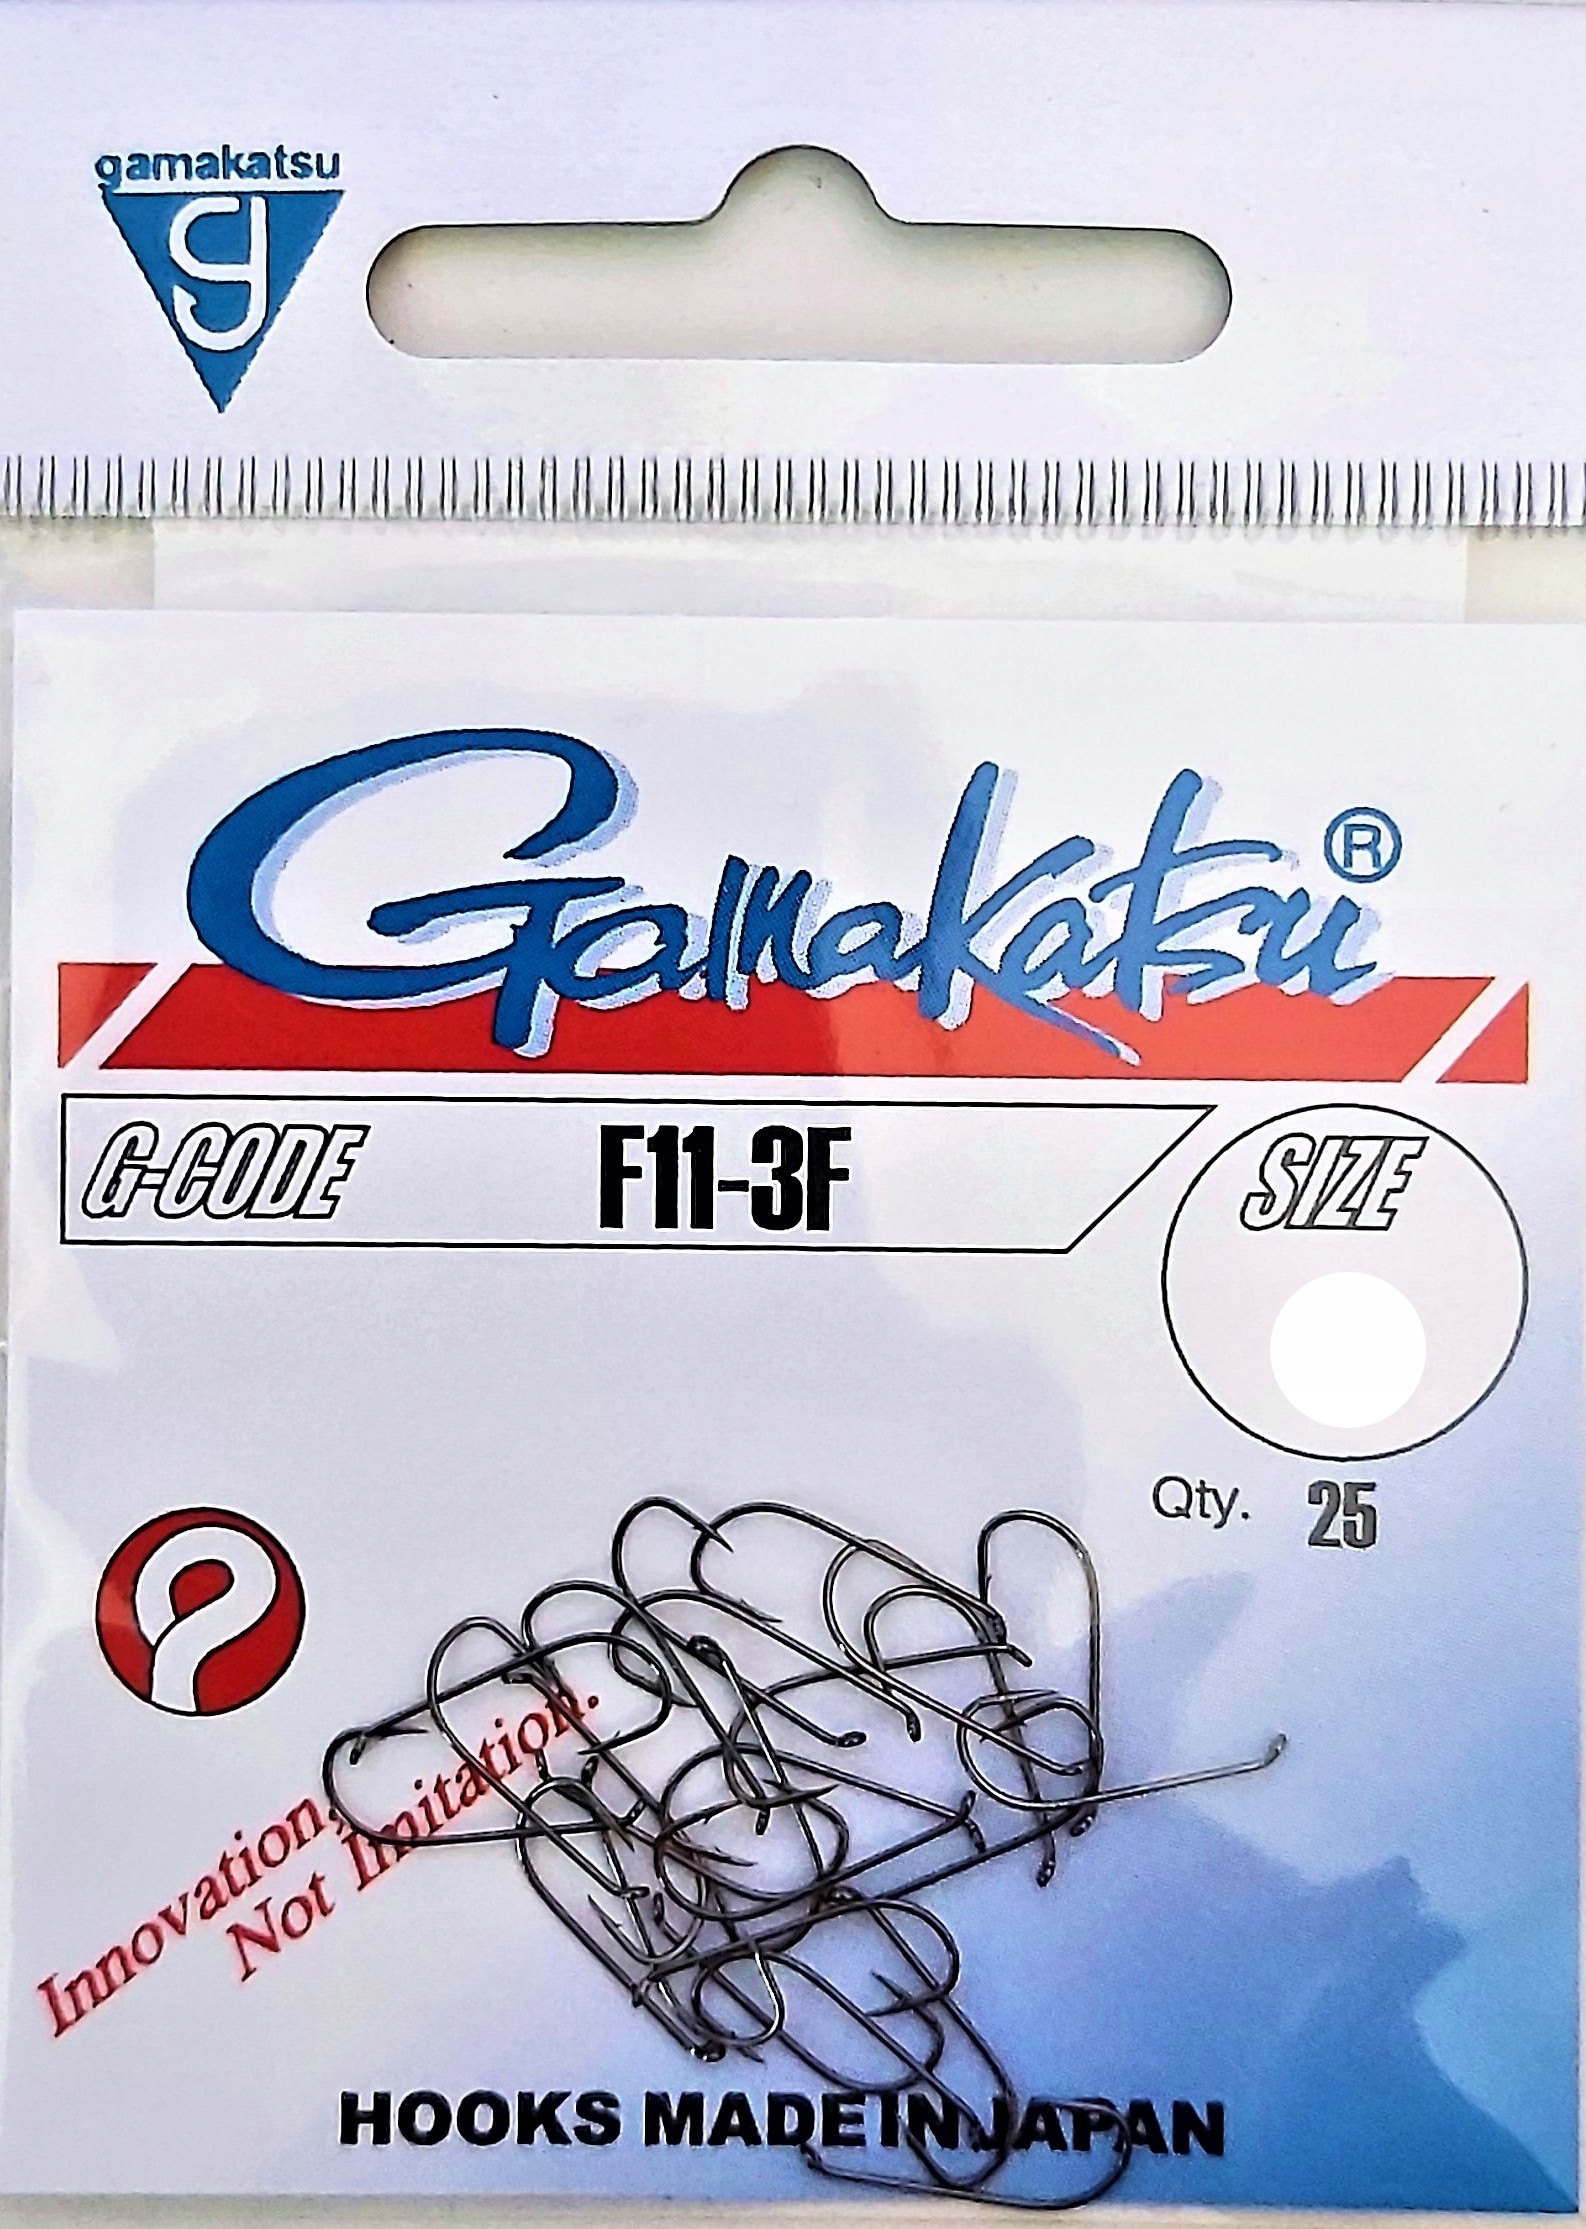 gamakatsu
g
Gamakatsu®
G-CODE F11-3F
SIZE
Qty. 25
Innovation,
Not Imitation.
HOOKS MADE IN JAPAN